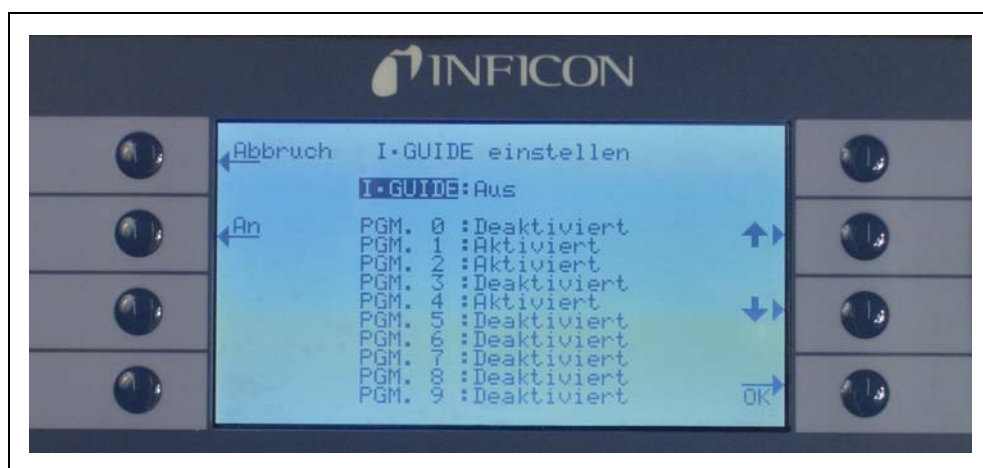 INFICON
Abbruch I•GUIDE einstellen
I•GUIDE:Aus
An
PGM. 0 :Deaktiviert
PGM. 1 :Aktiviert
PGM. 2 :Aktiviert
PGM. 3 :Deaktiviert
PGM. 4 :Aktiviert
PGM. 5 :Deaktiviert
PGM. 6 :Deaktiviert
PGM. 7 :Deaktiviert
PGM. 8 :Deaktiviert
PGM. 9 :Deaktiviert
OK